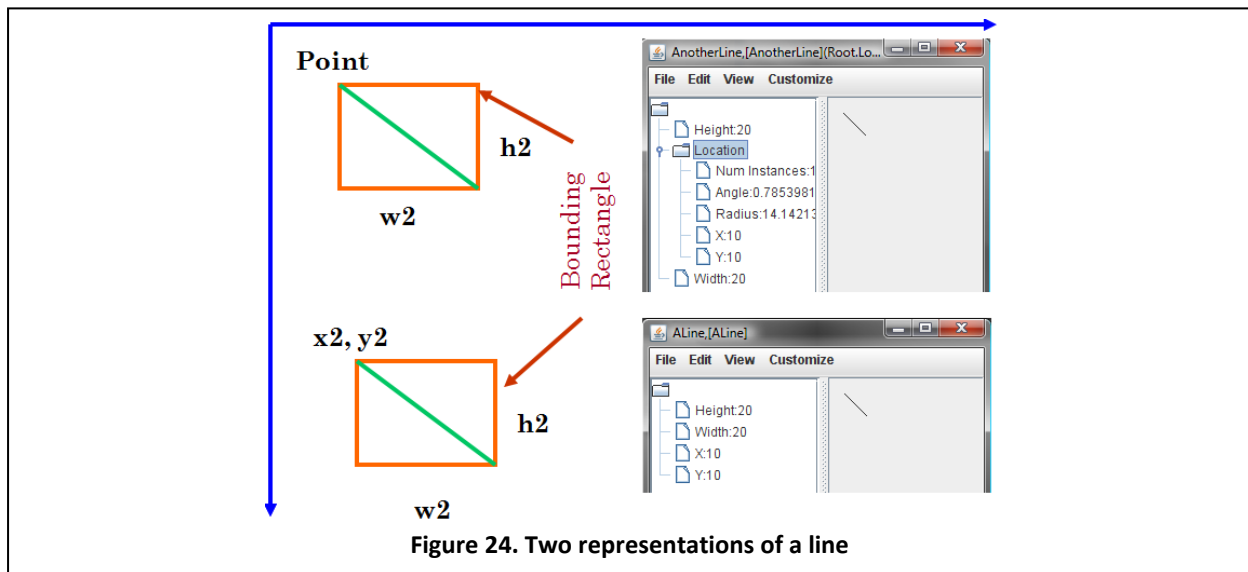 Point
h2
w2
Bounding
Rectangle
x2, y2
h2
w2
AnotherLine,[AnotherLine](Root.Lo...
File Edit View Customize
Height:20
Location
Num Instances:1
Angle:0.7853981
Radius:14.14213
X:10
Y:10
Width:20
ALine,[ALine]
File Edit View Customize
Height:20
Width:20
X:10
Y:10
Figure 24. Two representations of a line